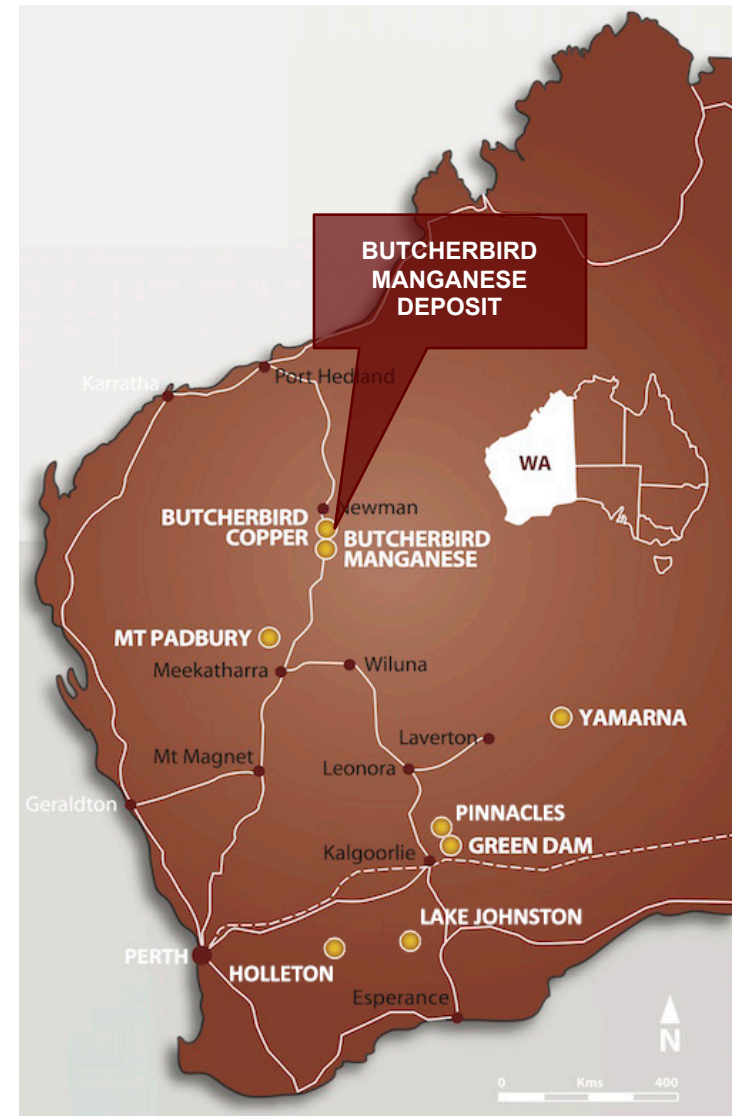 BUTCHERBIRD
MANGANESE
DEPOSIT
Karratha
Port Hedland
WA
Newman
BUTCHERBIRD
COPPER
BUTCHERBIRD
MANGANESE
MT PADBURY
Meekatharra
Wiluna
YAMARNA
Laverton
Mt Magnet
Leonora
Geraldton
PINNACLES
GREEN DAM
Kalgoorlie
LAKE JOHNSTON
PERTH
HOLLETON
Esperance
N
0 Kms 400